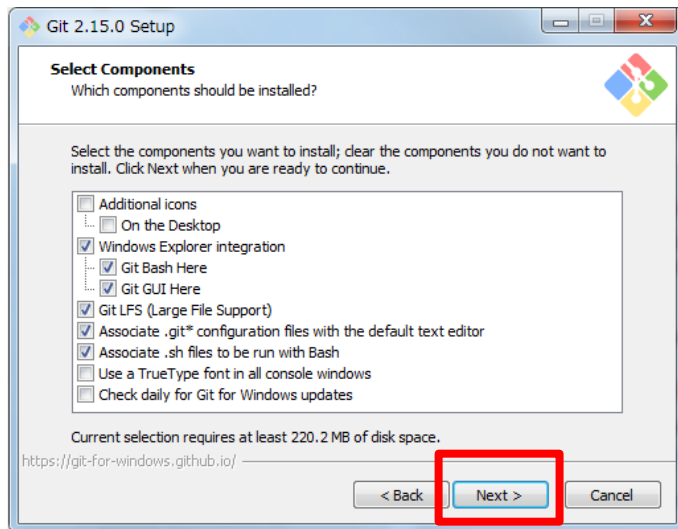 Git 2.15.0 Setup
Select Components
Which components should be installed?
Select the components you want to install; clear the components you do not want to
install. Click Next when you are ready to continue.
Additional icons
On the Desktop
Windows Explorer integration
Git Bash Here
Git GUI Here
Git LFS (Large File Support)
Associate .git* configuration files with the default text editor
Associate .sh files to be run with Bash
Use a TrueType font in all console windows
Check daily for Git for Windows updates
Current selection requires at least 220.2 MB of disk space.
https://git-for-windows.github.io/
< Back Next > Cancel